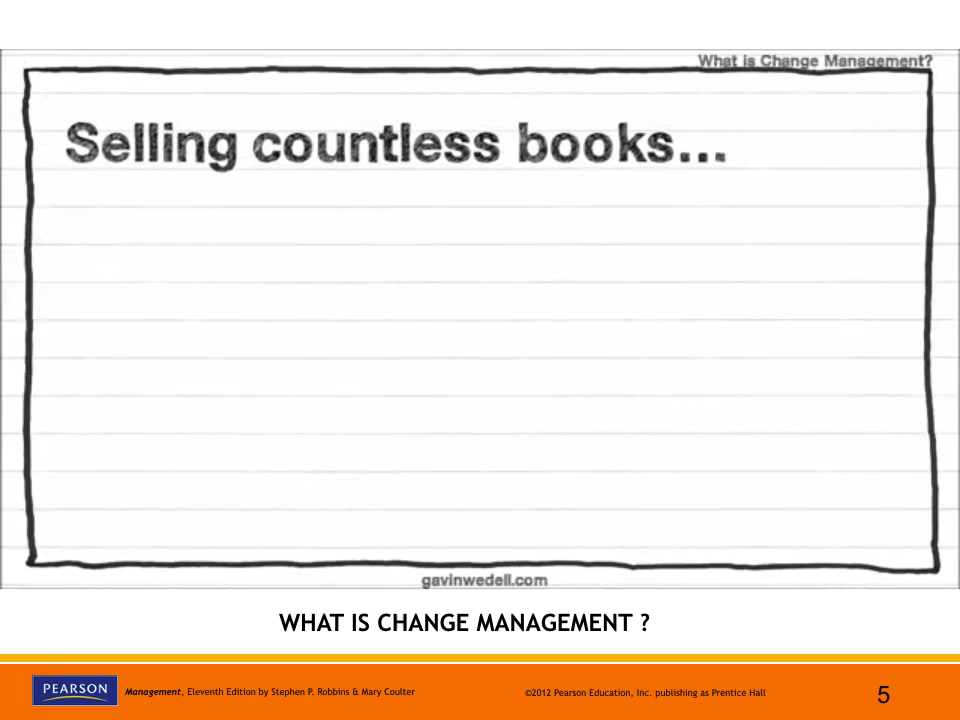 What is Change Management?
Selling countless books...
gavinwedell.com
WHAT IS CHANGE MANAGEMENT ?
PEARSON
Management, Eleventh Edition by Stephen P. Robbins & Mary Coulter
©2012 Pearson Education, Inc. publishing as Prentice Hall
5